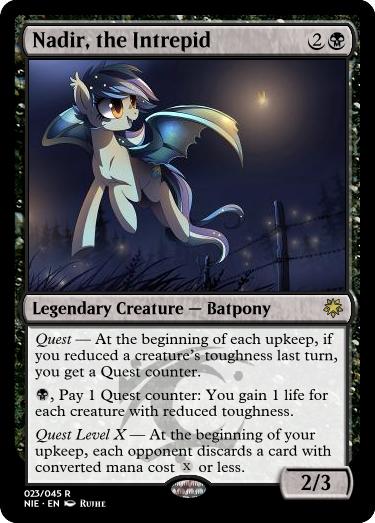 Nadir, the Intrepid 2
Legendary Creature — Batpony
Quest — At the beginning of each upkeep, if
you reduced a creature's toughness last turn,
you get a Quest counter.
, Pay 1 Quest counter: You gain 1 life for
each creature with reduced toughness.
Quest Level X — At the beginning of your
upkeep, each opponent discards a card with
converted mana cost X or less.
2/3
023/045 R
NIE • EN Ruihe